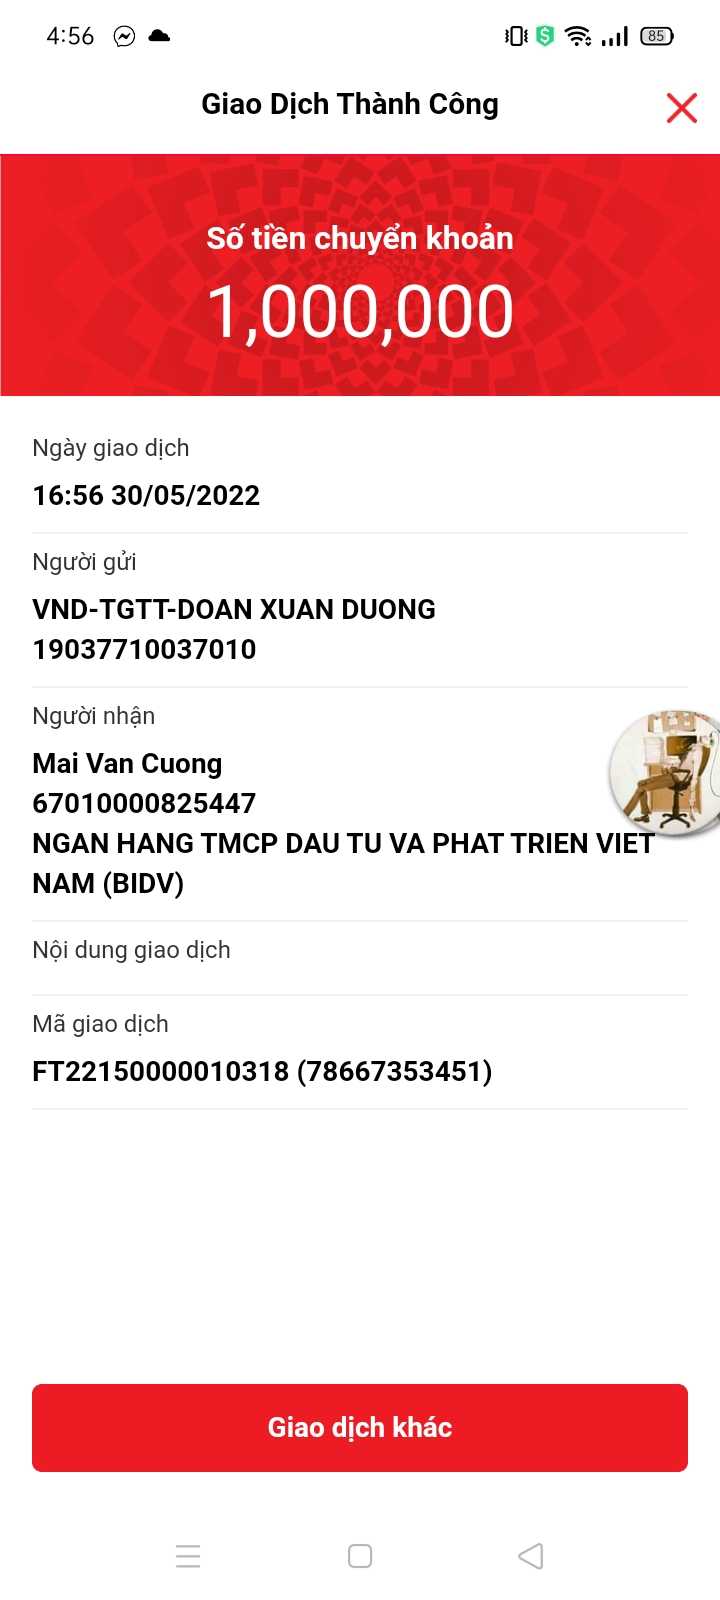 4:56
85
Giao Dịch Thành Công
Số tiền chuyển khoản
1,000,000
Ngày giao dịch
16:56 30/05/2022
Người gửi
VND-TGTT-DOAN XUAN DUONG
19037710037010
Người nhận
Mai Van Cuong
67010000825447
NGAN HANG TMCP DAU TU VA PHAT TRIEN VIET
NAM (BIDV)
Nội dung giao dịch
Mã giao dịch
FT22150000010318 (78667353451)
Giao dịch khác